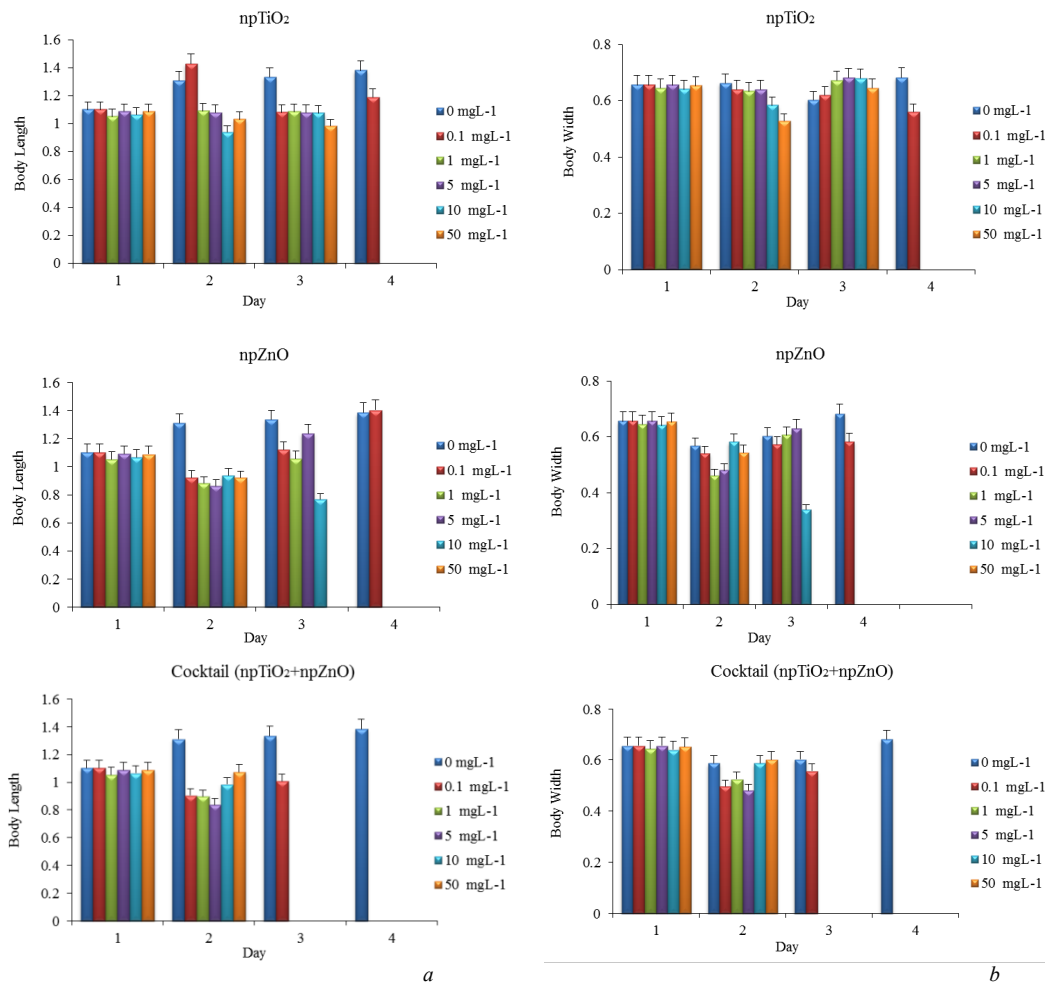 npTiO₂
1.6
1.4
1.2
1
0.8
0.6
0.4
0.2
0
Body Length
1 2 3 4
Day
0 mgL-1
0.1 mgL-1
1 mgL-1
5 mgL-1
10 mgL-1
50 mgL-1
npTiO₂
0.8
0.6
0.4
0.2
0
Body Width
1 2 3 4
Day
0 mgL-1
0.1 mgL-1
1 mgL-1
5 mgL-1
10 mgL-1
50 mgL-1
npZnO
1.6
1.4
1.2
1
0.8
0.6
0.4
0.2
0
Body Length
1 2 3 4
Day
0 mgL-1
0.1 mgL-1
1 mgL-1
5 mgL-1
10 mgL-1
50 mgL-1
npZnO
0.8
0.6
0.4
0.2
0
Body Width
1 2 3 4
Day
0 mgL-1
0.1 mgL-1
1 mgL-1
5 mgL-1
10 mgL-1
50 mgL-1
Cocktail (npTiO₂+npZnO)
1.6
1.4
1.2
1
0.8
0.6
0.4
0.2
0
Body Length
1 2 3 4
Day
0 mgL-1
0.1 mgL-1
1 mgL-1
5 mgL-1
10 mgL-1
50 mgL-1
a
Cocktail (npTiO₂+npZnO)
0.8
0.6
0.4
0.2
0
Body Width
1 2 3 4
Day
0 mgL-1
0.1 mgL-1
1 mgL-1
5 mgL-1
10 mgL-1
50 mgL-1
b